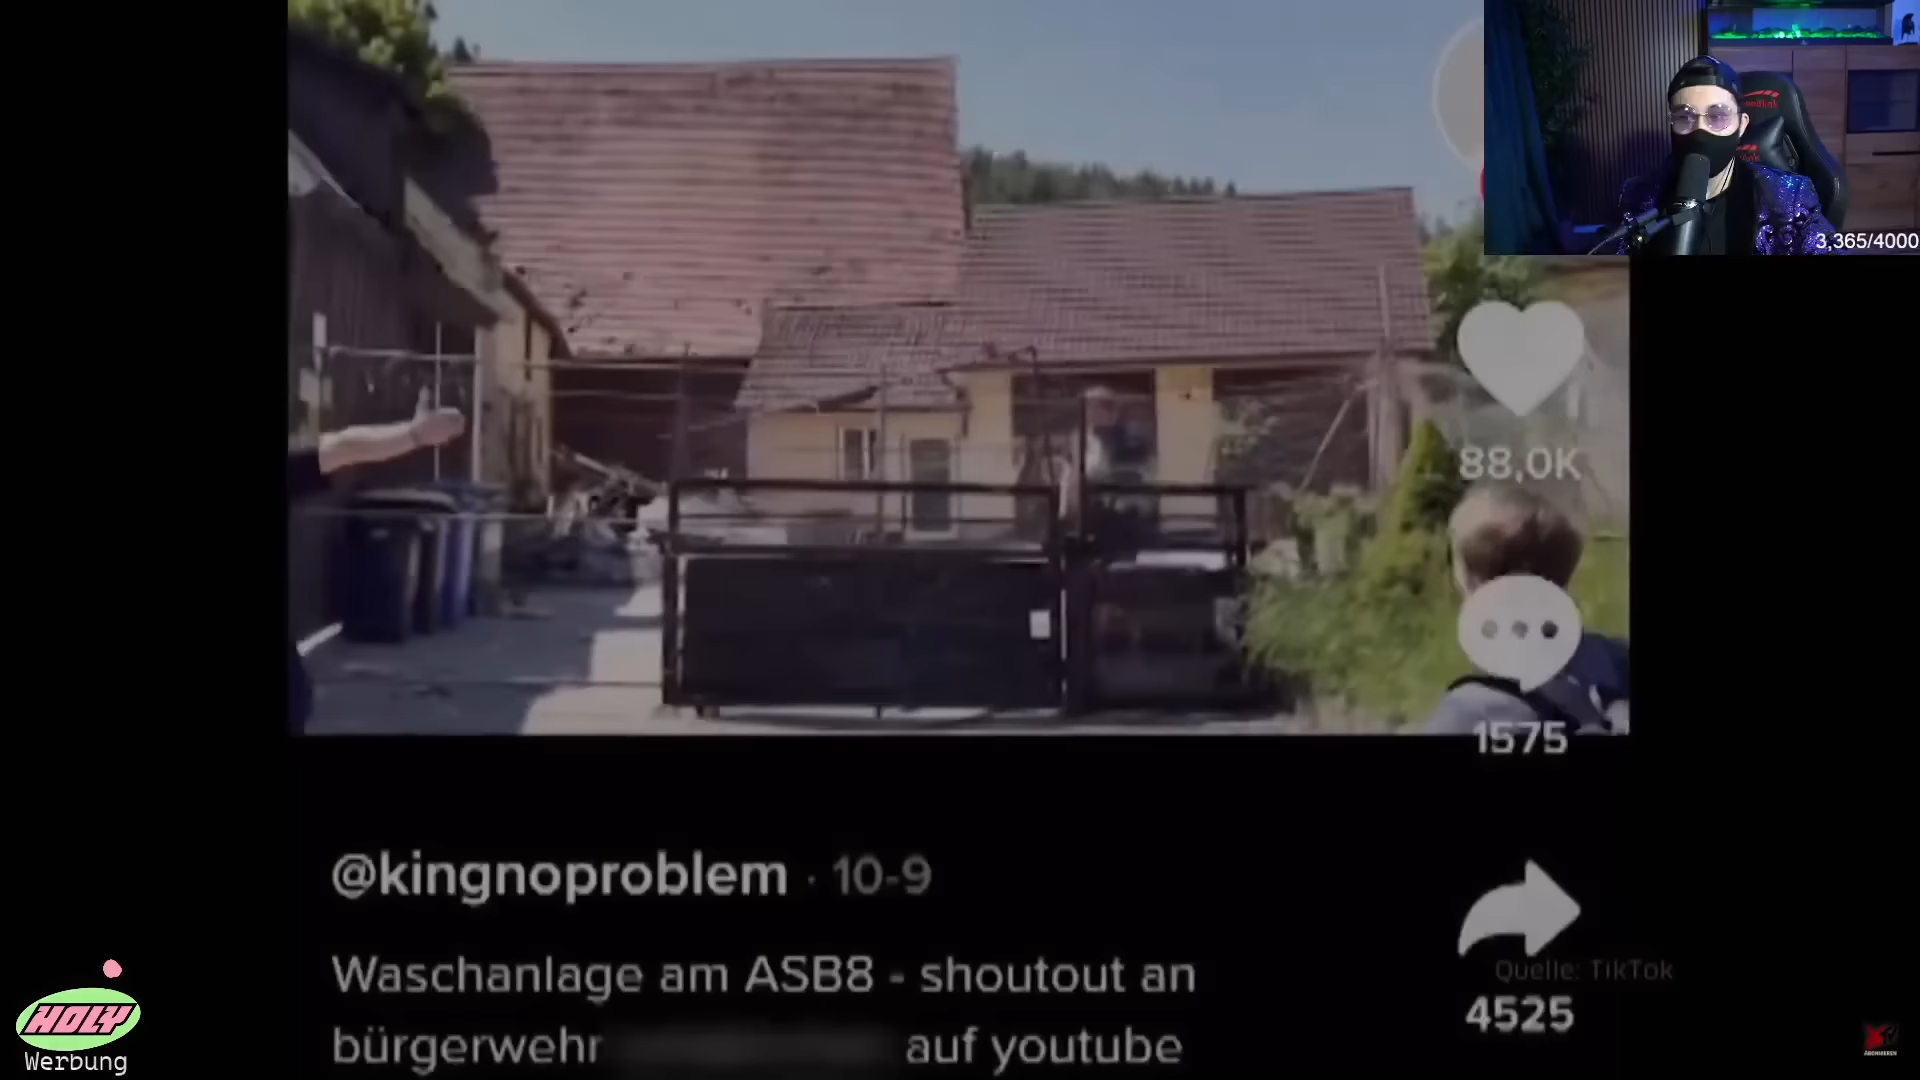 3,365/4000
88,0K
1575
@kingnoproblem · 10-9
Waschanlage am ASB8 - shoutout an
bürgerwehr auf youtube
Quelle: TikTok
4525
HOLY
Werbung
ABONNIEREN